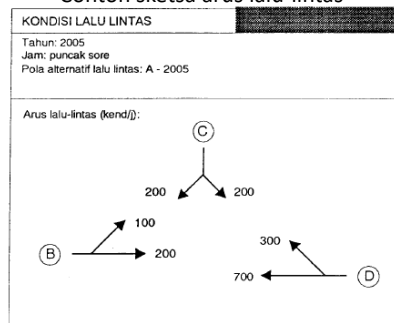 Contoh sketsa arus lalu-lintas
KONDISI LALU LINTAS
Tahun: 2005
Jam: puncak sore
Pola alternatif lalu lintas: A - 2005
Arus lalu-lintas (kend/j):
C
200
200
100
B
200
300
700
D